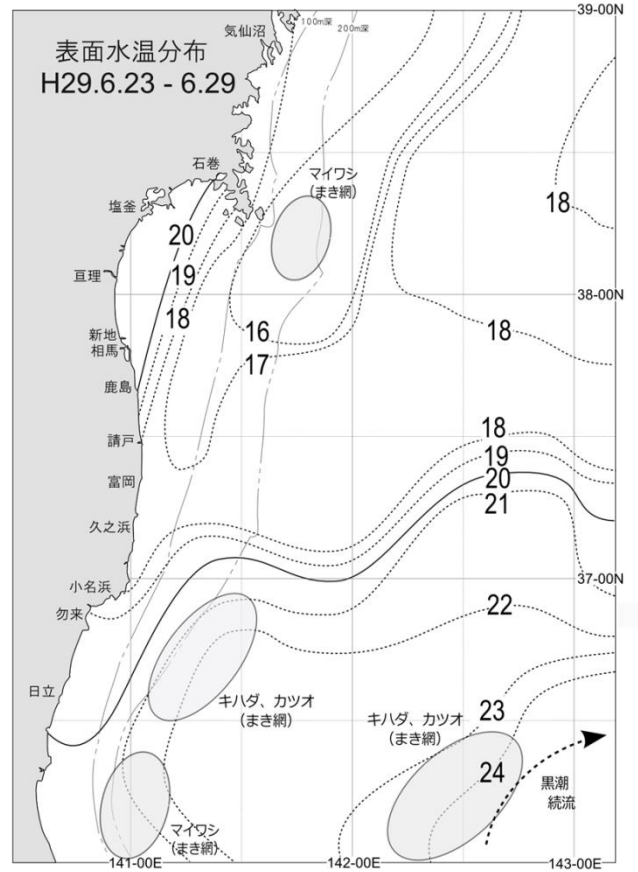 39-00N
気仙沼
100m深
200m深
表面水温分布
H29.6.23 - 6.29
石巻
マイワシ
(まき網)
塩釜
18
20
亘理
19
38-00N
18
新地
16
18
相馬
17
鹿島
18
請戸
19
20
富岡
21
久之浜
37-00N
小名浜
22
勿来
日立
キハダ、カツオ
(まき網)
キハダ、カツオ
(まき網)
23
24
黒潮
続流
マイワシ
(まき網)
141-00E
142-00E
143-00E